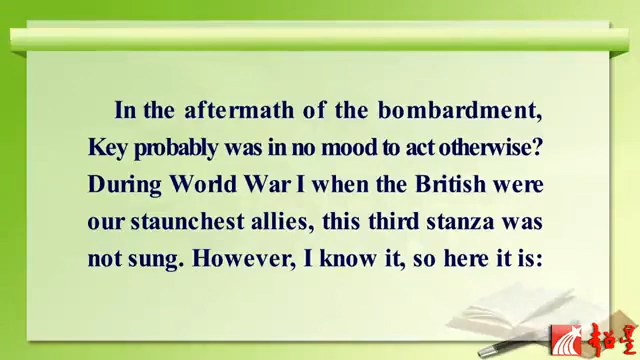 In the aftermath of the bombardment,
Key probably was in no mood to act otherwise?
During World War I when the British were
our staunchest allies, this third stanza was
not sung. However, I know it, so here it is:
超星